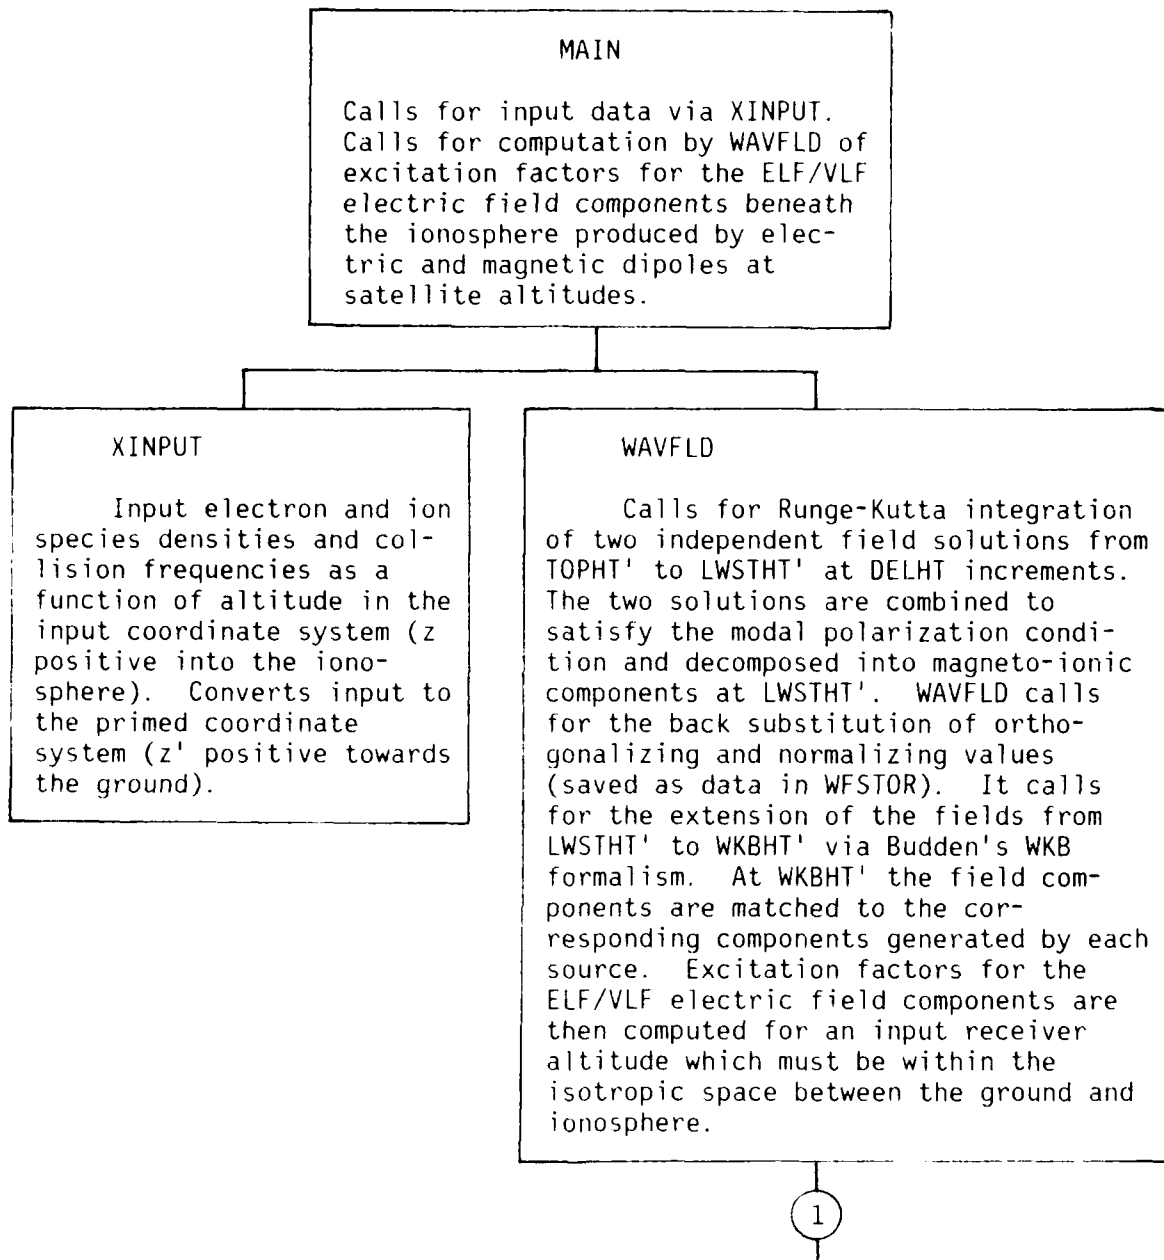 MAIN
Calls for input data via XINPUT.
Calls for computation by WAVFLD of
excitation factors for the ELF/VLF
electric field components beneath
the ionosphere produced by elec-
tric and magnetic dipoles at
satellite altitudes.
XINPUT
Input electron and ion
species densities and col-
lision frequencies as a
function of altitude in the
input coordinate system (z
positive into the iono-
sphere). Converts input to
the primed coordinate
system (z' positive towards
the ground).
WAVFLD
Calls for Runge-Kutta integration
of two independent field solutions from
TOPHT' to LWSTHT' at DELHT increments.
The two solutions are combined to
satisfy the modal polarization condi-
tion and decomposed into magneto-ionic
components at LWSTHT'. WAVFLD calls
for the back substitution of ortho-
gonalizing and normalizing values
(saved as data in WFSTOR). It calls
for the extension of the fields from
LWSTHT' to WKBHT' via Budden's WKB
formalism. At WKBHT' the field com-
ponents are matched to the cor-
responding components generated by each
source. Excitation factors for the
ELF/VLF electric field components are
then computed for an input receiver
altitude which must be within the
isotropic space between the ground and
ionosphere.
1